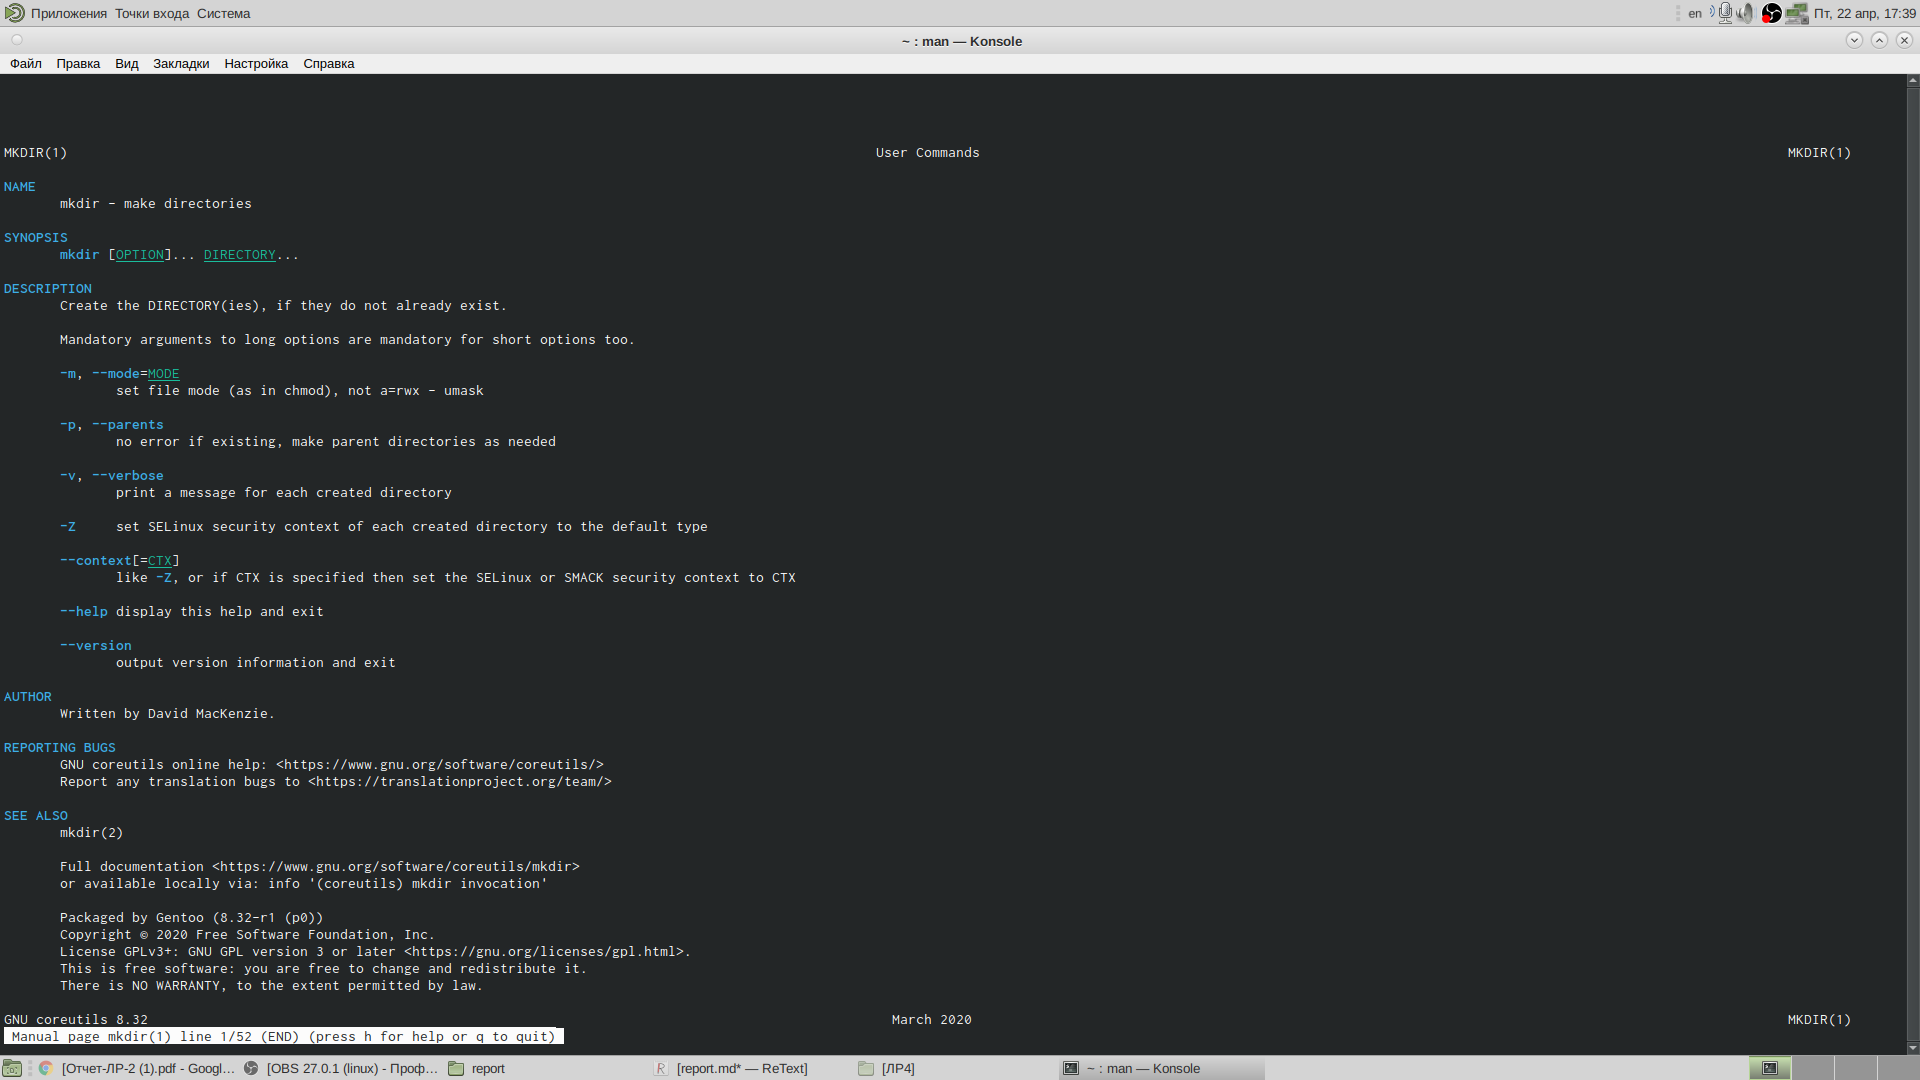 Приложения Точки входа Система en Пт, 22 апр, 17:39
~ : man — Konsole
Файл Правка Вид Закладки Настройка Справка
MKDIR(1) User Commands MKDIR(1)
NAME
mkdir - make directories
SYNOPSIS
mkdir [OPTION]... DIRECTORY...
DESCRIPTION
Create the DIRECTORY(ies), if they do not already exist.
Mandatory arguments to long options are mandatory for short options too.
-m, --mode=MODE
set file mode (as in chmod), not a=rwx - umask
-p, --parents
no error if existing, make parent directories as needed
-v, --verbose
print a message for each created directory
-Z set SELinux security context of each created directory to the default type
--context[=CTX]
like -Z, or if CTX is specified then set the SELinux or SMACK security context to CTX
--help display this help and exit
--version
output version information and exit
AUTHOR
Written by David MacKenzie.
REPORTING BUGS
GNU coreutils online help: <https://www.gnu.org/software/coreutils/>
Report any translation bugs to <https://translationproject.org/team/>
SEE ALSO
mkdir(2)
Full documentation <https://www.gnu.org/software/coreutils/mkdir>
or available locally via: info '(coreutils) mkdir invocation'
Packaged by Gentoo (8.32-r1 (p0))
Copyright © 2020 Free Software Foundation, Inc.
License GPLv3+: GNU GPL version 3 or later <https://gnu.org/licenses/gpl.html>.
This is free software: you are free to change and redistribute it.
There is NO WARRANTY, to the extent permitted by law.
GNU coreutils 8.32 March 2020 MKDIR(1)
Manual page mkdir(1) line 1/52 (END) (press h for help or q to quit)
[Отчет-ЛР-2 (1).pdf - Googl... [OBS 27.0.1 (linux) - Проф... report [report.md* — ReText] [ЛР4] ~ : man — Konsole